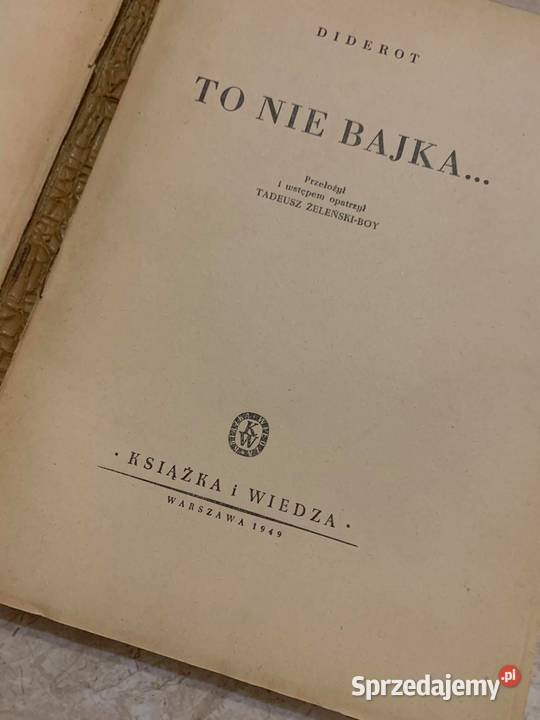 DIDEROT
TO NIE BAJKA...
Przełożył
i wstępem opatrzył
TADEUSZ ŻELEŃSKI-BOY
KW
· KSIĄŻKA i WIEDZA ·
WARSZAWA 1949
Sprzedajemy.pl